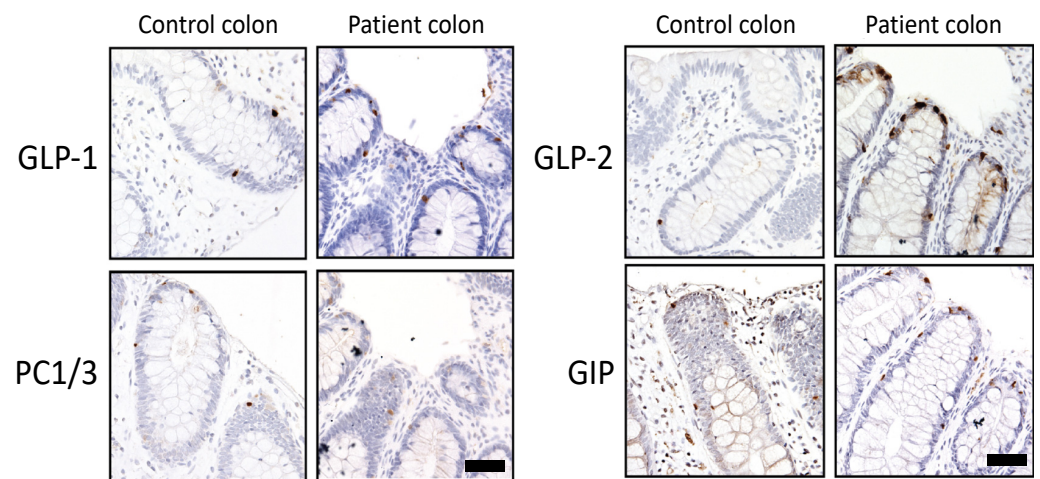 Control colon Patient colon Control colon Patient colon
GLP-1 GLP-2
PC1/3 GIP